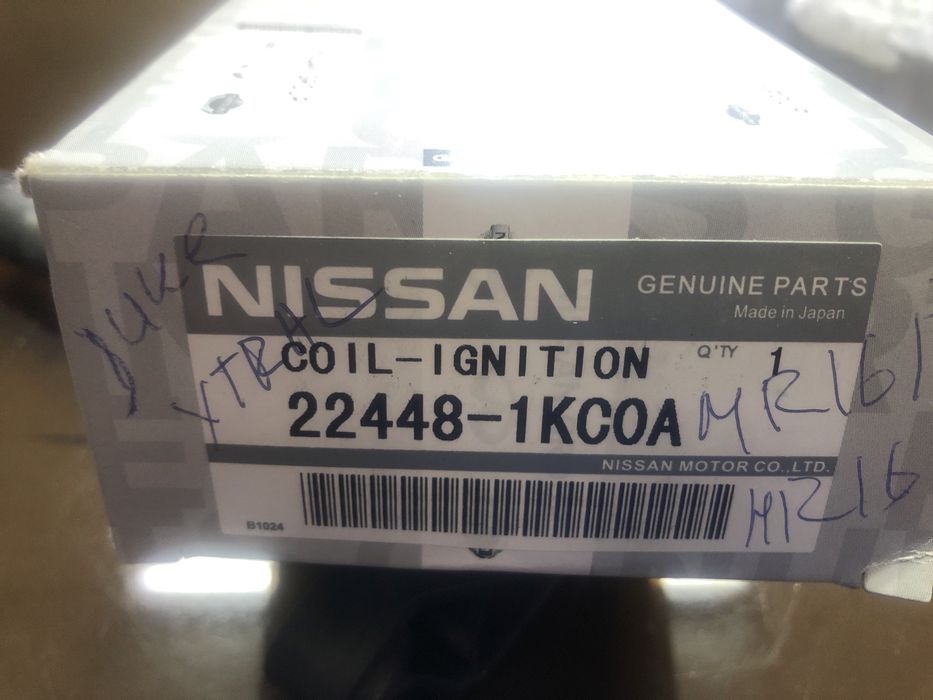 JUKE
XTRAL
NISSAN
GENUINE PARTS
Made in Japan
COIL-IGNITION Q'TY 1
22448-1KC0A
MR16
NISSAN MOTOR CO.,LTD.
B1024
MR16